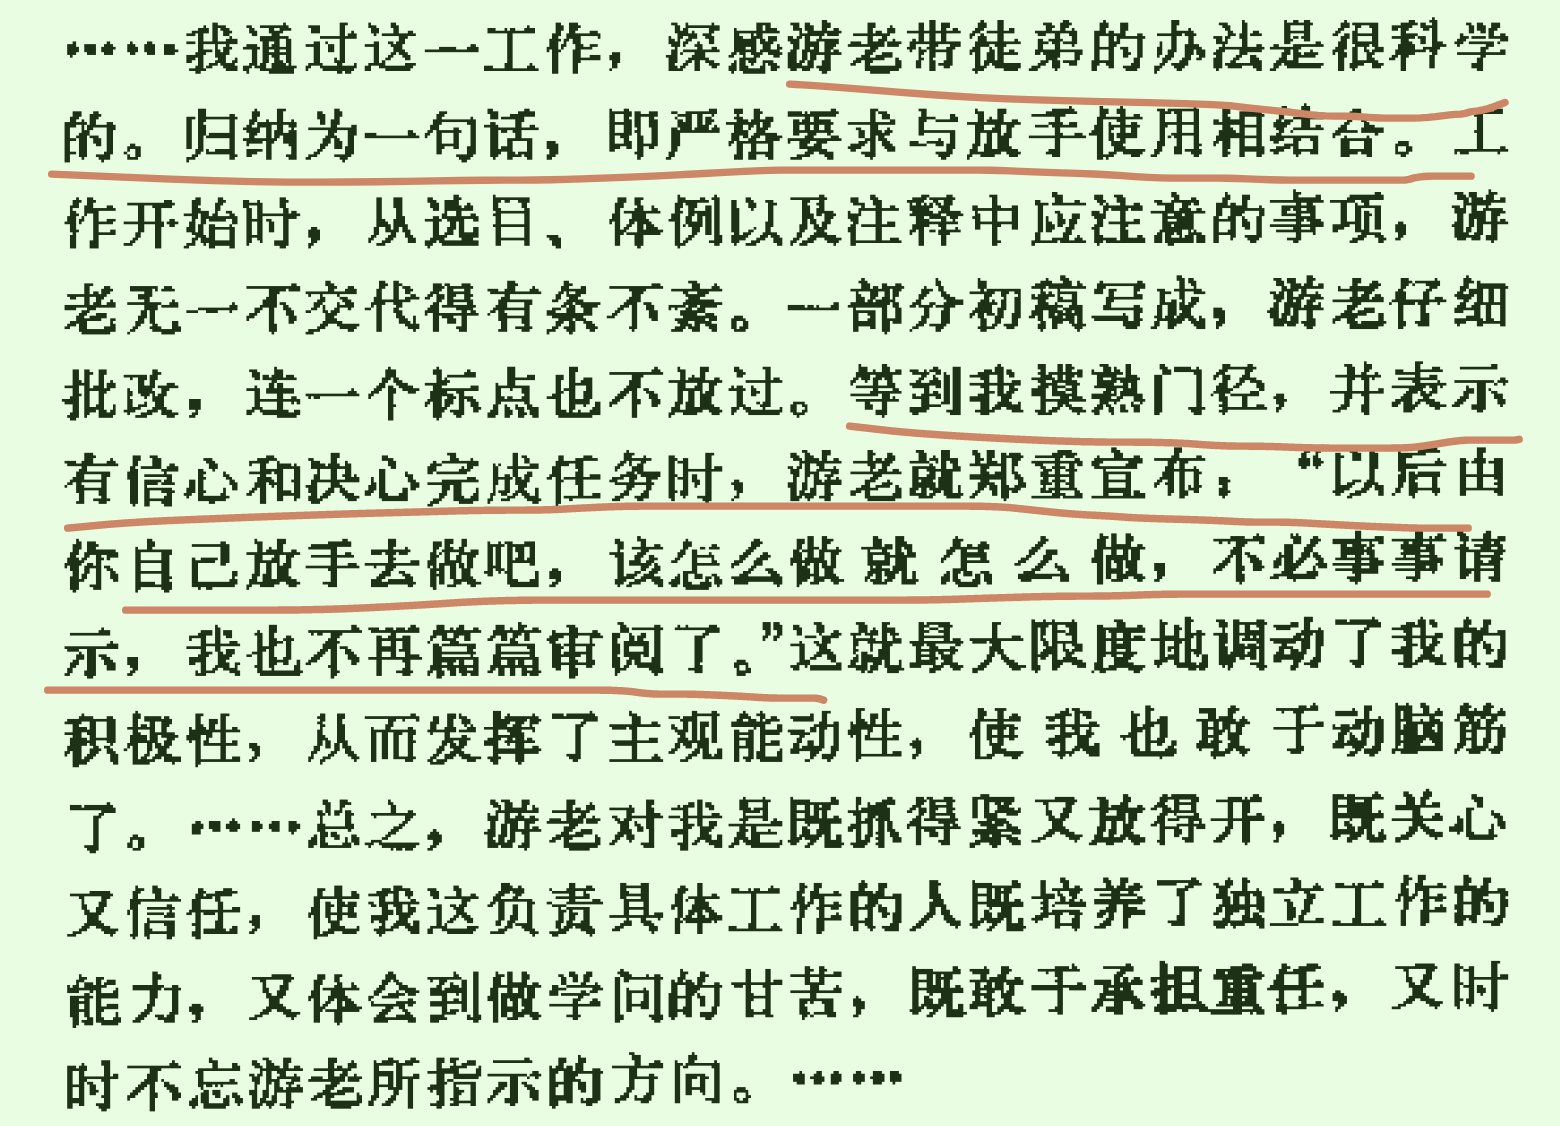 ……我通过这一工作，深感游老带徒弟的办法是很科学
的。归纳为一句话，即严格要求与放手使用相结合。工
作开始时，从选目、体例以及注释中应注意的事项，游
老无一不交代得有条不紊。一部分初稿写成，游老仔细
批改，连一个标点也不放过。等到我摸熟门径，并表示
有信心和决心完成任务时，游老就郑重宣布：“以后由
你自己放手去做吧，该怎么做就怎么做，不必事事请
示，我也不再篇篇审阅了。”这就最大限度地调动了我的
积极性，从而发挥了主观能动性，使我也敢于动脑筋
了。……总之，游老对我是既抓得紧又放得开，既关心
又信任，使我这负责具体工作的人既培养了独立工作的
能力，又体会到做学问的甘苦，既敢于承担重任，又时
时不忘游老所指示的方向。……